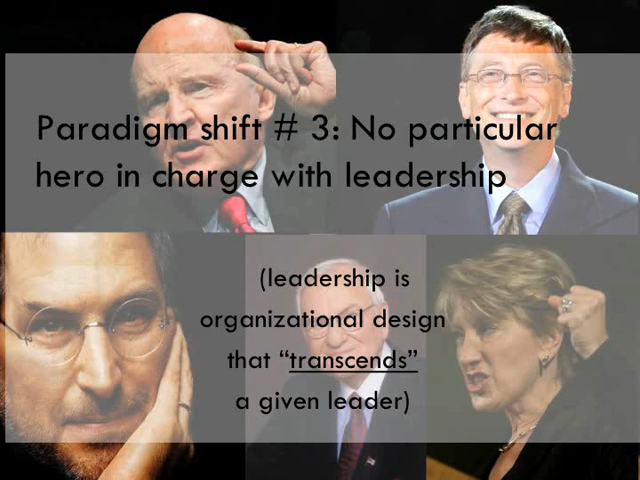 Paradigm shift # 3: No particular
hero in charge with leadership
(leadership is
organizational design
that “transcends”
a given leader)